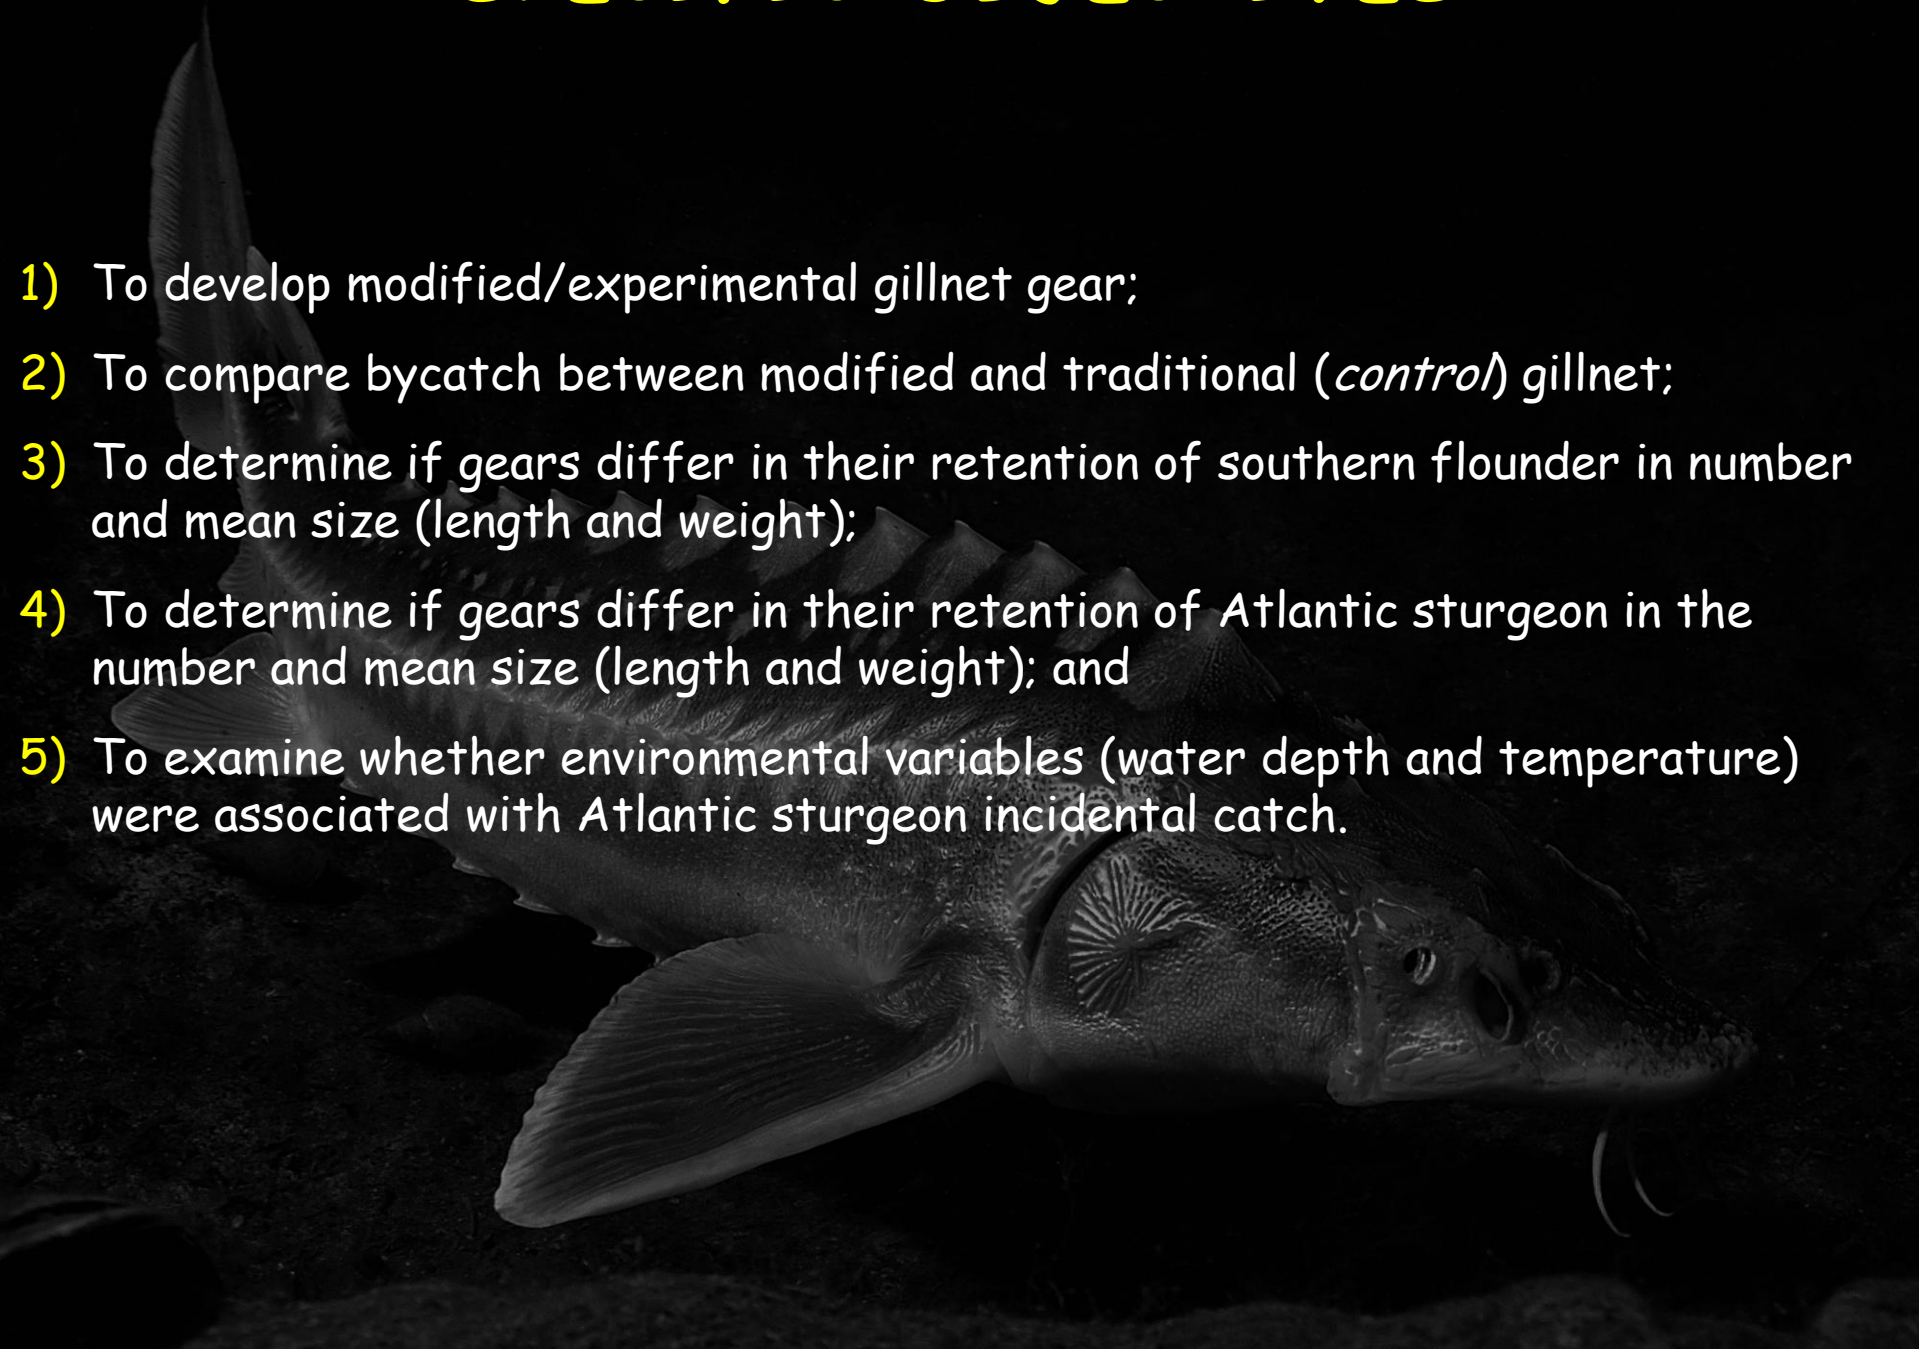 1) To develop modified/experimental gillnet gear;
2) To compare bycatch between modified and traditional (control) gillnet;
3) To determine if gears differ in their retention of southern flounder in number
and mean size (length and weight);
4) To determine if gears differ in their retention of Atlantic sturgeon in the
number and mean size (length and weight); and
5) To examine whether environmental variables (water depth and temperature)
were associated with Atlantic sturgeon incidental catch.